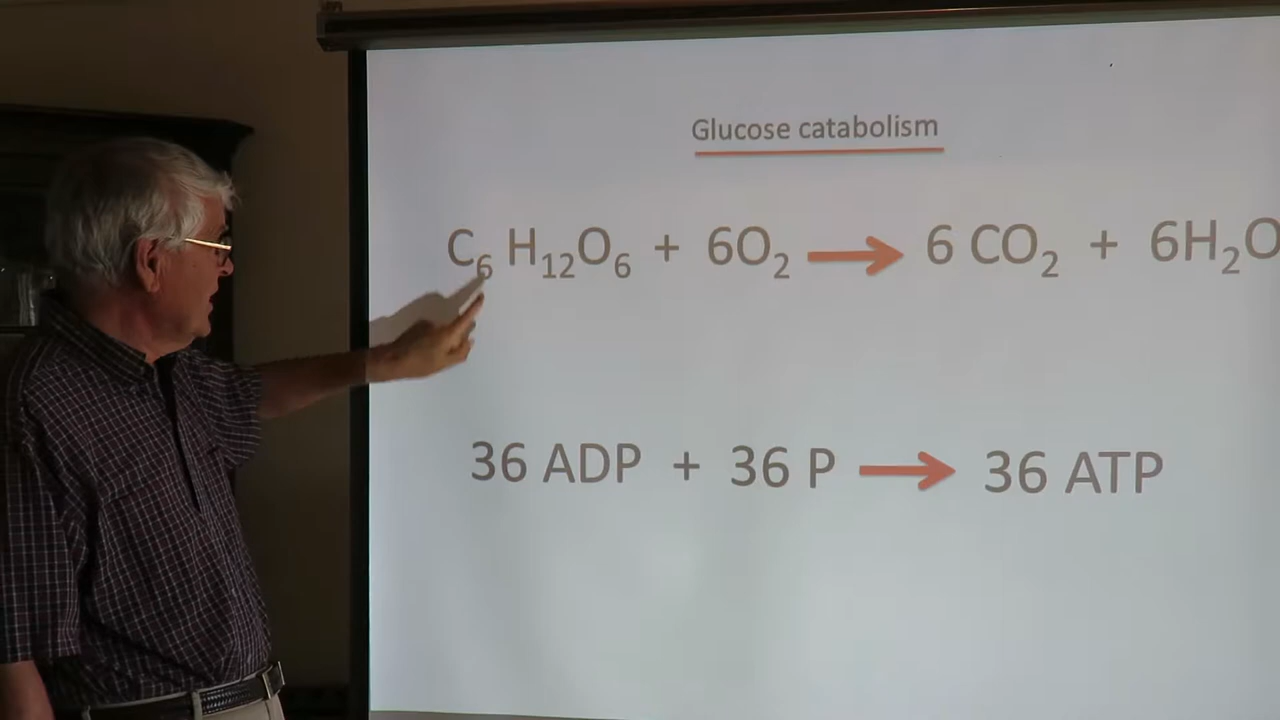 Glucose catabolism
C₆ H₁₂O₆ + 6O₂ → 6 CO₂ + 6H₂O
36 ADP + 36 P → 36 ATP